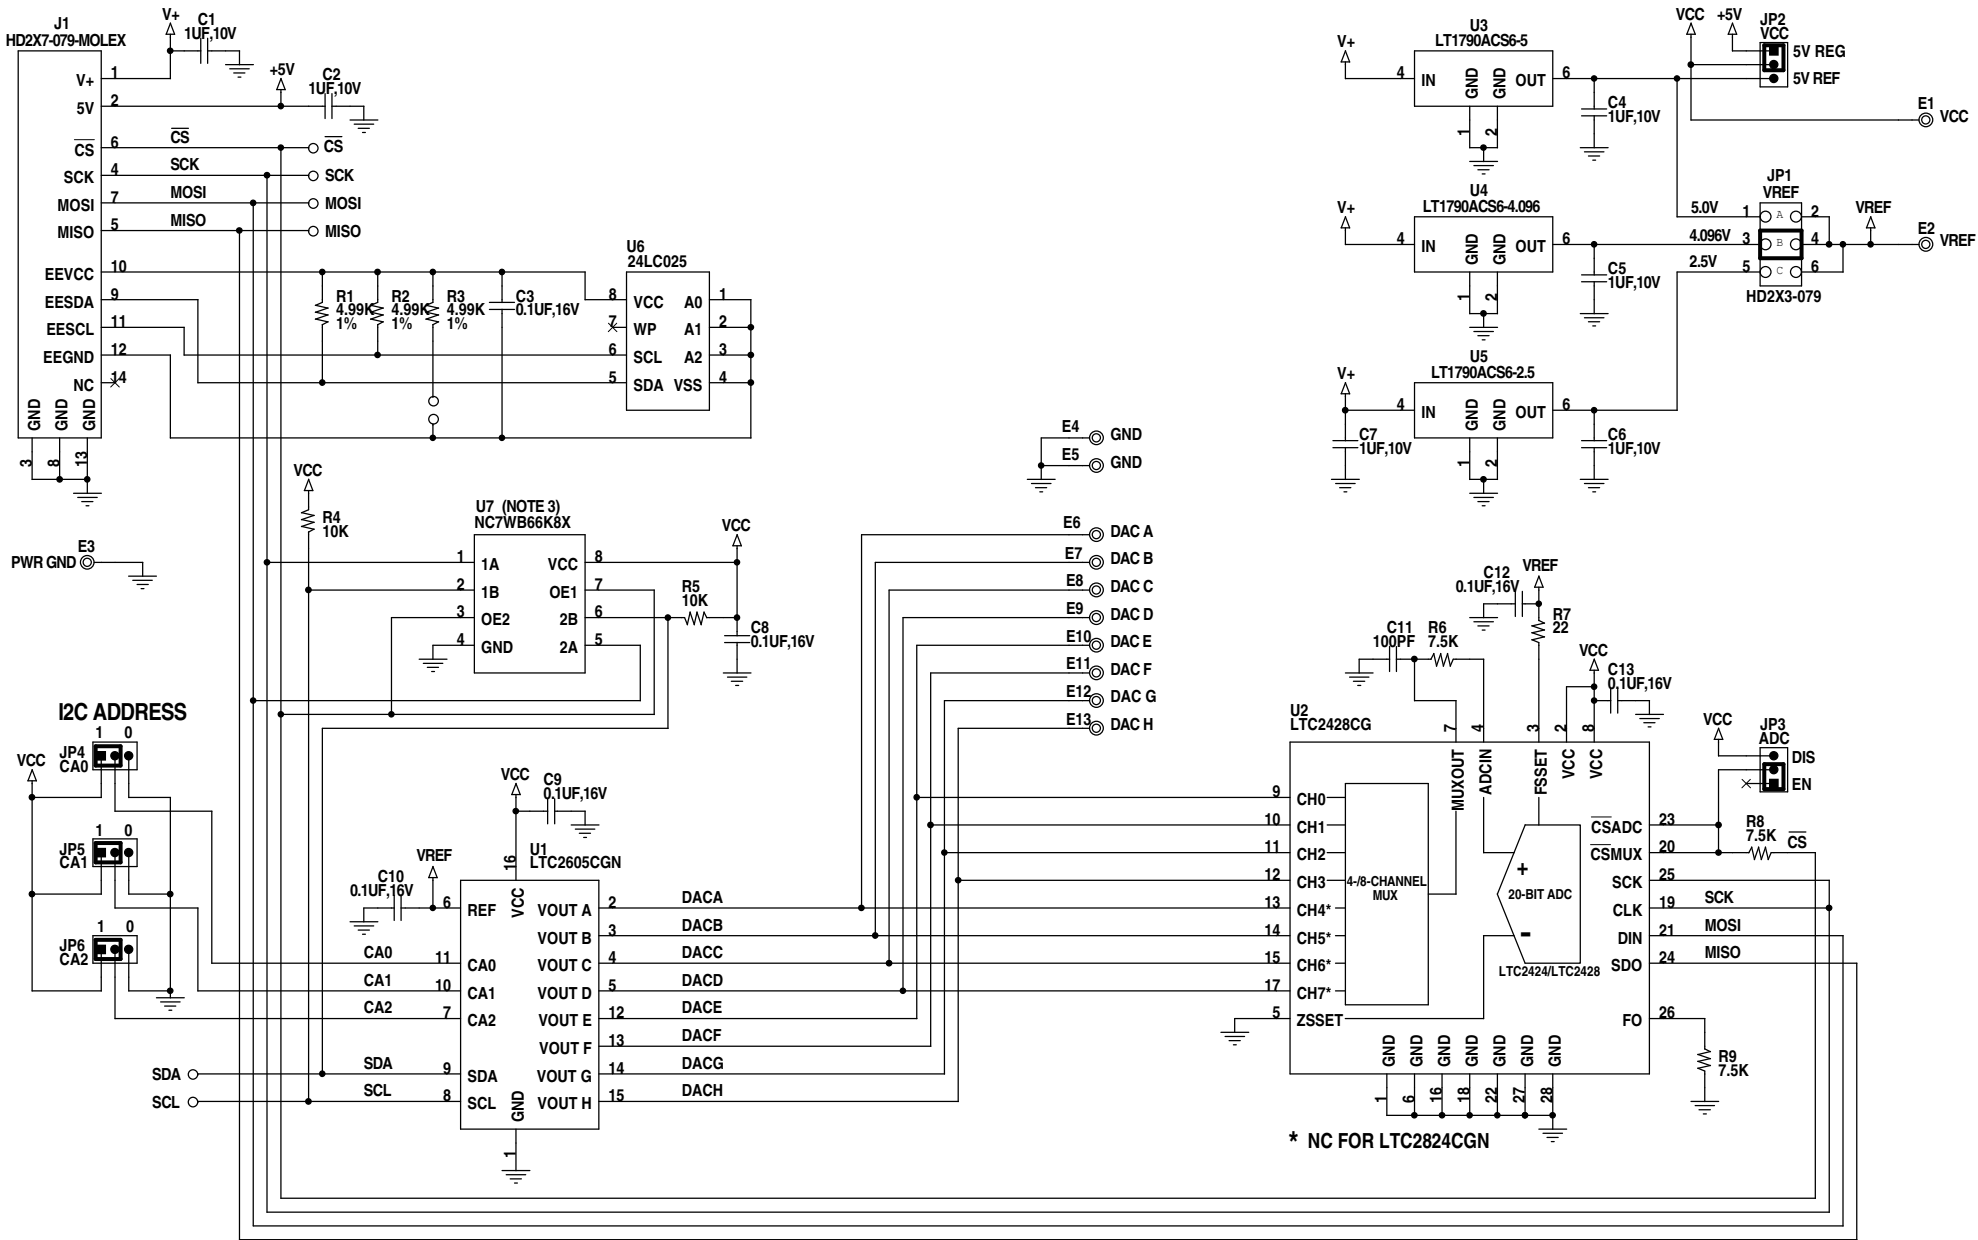 J1
HD2X7-079-MOLEX
V+
C1
1UF,10V
V+ 1
5V 2
+5V
C2
1UF,10V
CS 6 CS CS
SCK 4 SCK SCK
MOSI 7 MOSI MOSI
MISO 5 MISO MISO
EEVCC 10
EESDA 9
EESCL 11
EEGND 12
NC 14
GND GND GND
3 8 13
R1
4.99K
1%
R2
4.99K
1%
R3
4.99K
1%
C3
0.1UF,16V
U6
24LC025
8 VCC A0 1
7 WP A1 2
6 SCL A2 3
5 SDA VSS 4
U3
LT1790ACS6-5
V+
4 IN GND GND OUT 6
1 2
C4
1UF,10V
VCC +5V
JP2
VCC
5V REG
5V REF
E1
VCC
U4
LT1790ACS6-4.096
V+
4 IN GND GND OUT 6
1 2
C5
1UF,10V
JP1
VREF
5.0V 1 A 2
4.096V 3 B 4
2.5V 5 C 6
HD2X3-079
VREF
E2
VREF
U5
LT1790ACS6-2.5
V+
4 IN GND GND OUT 6
1 2
C7
1UF,10V
C6
1UF,10V
E4 GND
E5 GND
VCC
R4
10K
E3
PWR GND
U7 (NOTE 3)
NC7WB66K8X
1 1A VCC 8
2 1B OE1 7
3 OE2 2B 6
4 GND 2A 5
VCC
R5
10K
C8
0.1UF,16V
E6 DAC A
E7 DAC B
E8 DAC C
E9 DAC D
E10 DAC E
E11 DAC F
E12 DAC G
E13 DAC H
I2C ADDRESS
VCC
1 0
JP4
CA0
1 0
JP5
CA1
1 0
JP6
CA2
VCC
C9
0.1UF,16V
U1
LTC2605CGN
VREF
C10
0.1UF,16V
16
VCC
6 REF
CA0 11 CA0
CA1 10 CA1
CA2 7 CA2
SDA SDA 9 SDA
SCL SCL 8 SCL
GND
1
VOUT A 2 DACA
VOUT B 3 DACB
VOUT C 4 DACC
VOUT D 5 DACD
VOUT E 12 DACE
VOUT F 13 DACF
VOUT G 14 DACG
VOUT H 15 DACH
C11
100PF
R6
7.5K
C12
0.1UF,16V
VREF
R7
22
VCC
C13
0.1UF,16V
U2
LTC2428CG
7 4 3 2 8
MUXOUT ADCIN FSSET VCC VCC
9 CH0
10 CH1
11 CH2
12 CH3
13 CH4*
14 CH5*
15 CH6*
17 CH7*
5 ZSSET
4-/8-CHANNEL
MUX
+
20-BIT ADC
-
LTC2424/LTC2428
VCC
JP3
ADC
DIS
EN
CSADC 23
CSMUX 20
R8
7.5K
CS
SCK 25
CLK 19 SCK
DIN 21 MOSI
SDO 24 MISO
FO 26
R9
7.5K
GND GND GND GND GND GND GND
1 6 16 18 22 27 28
* NC FOR LTC2824CGN